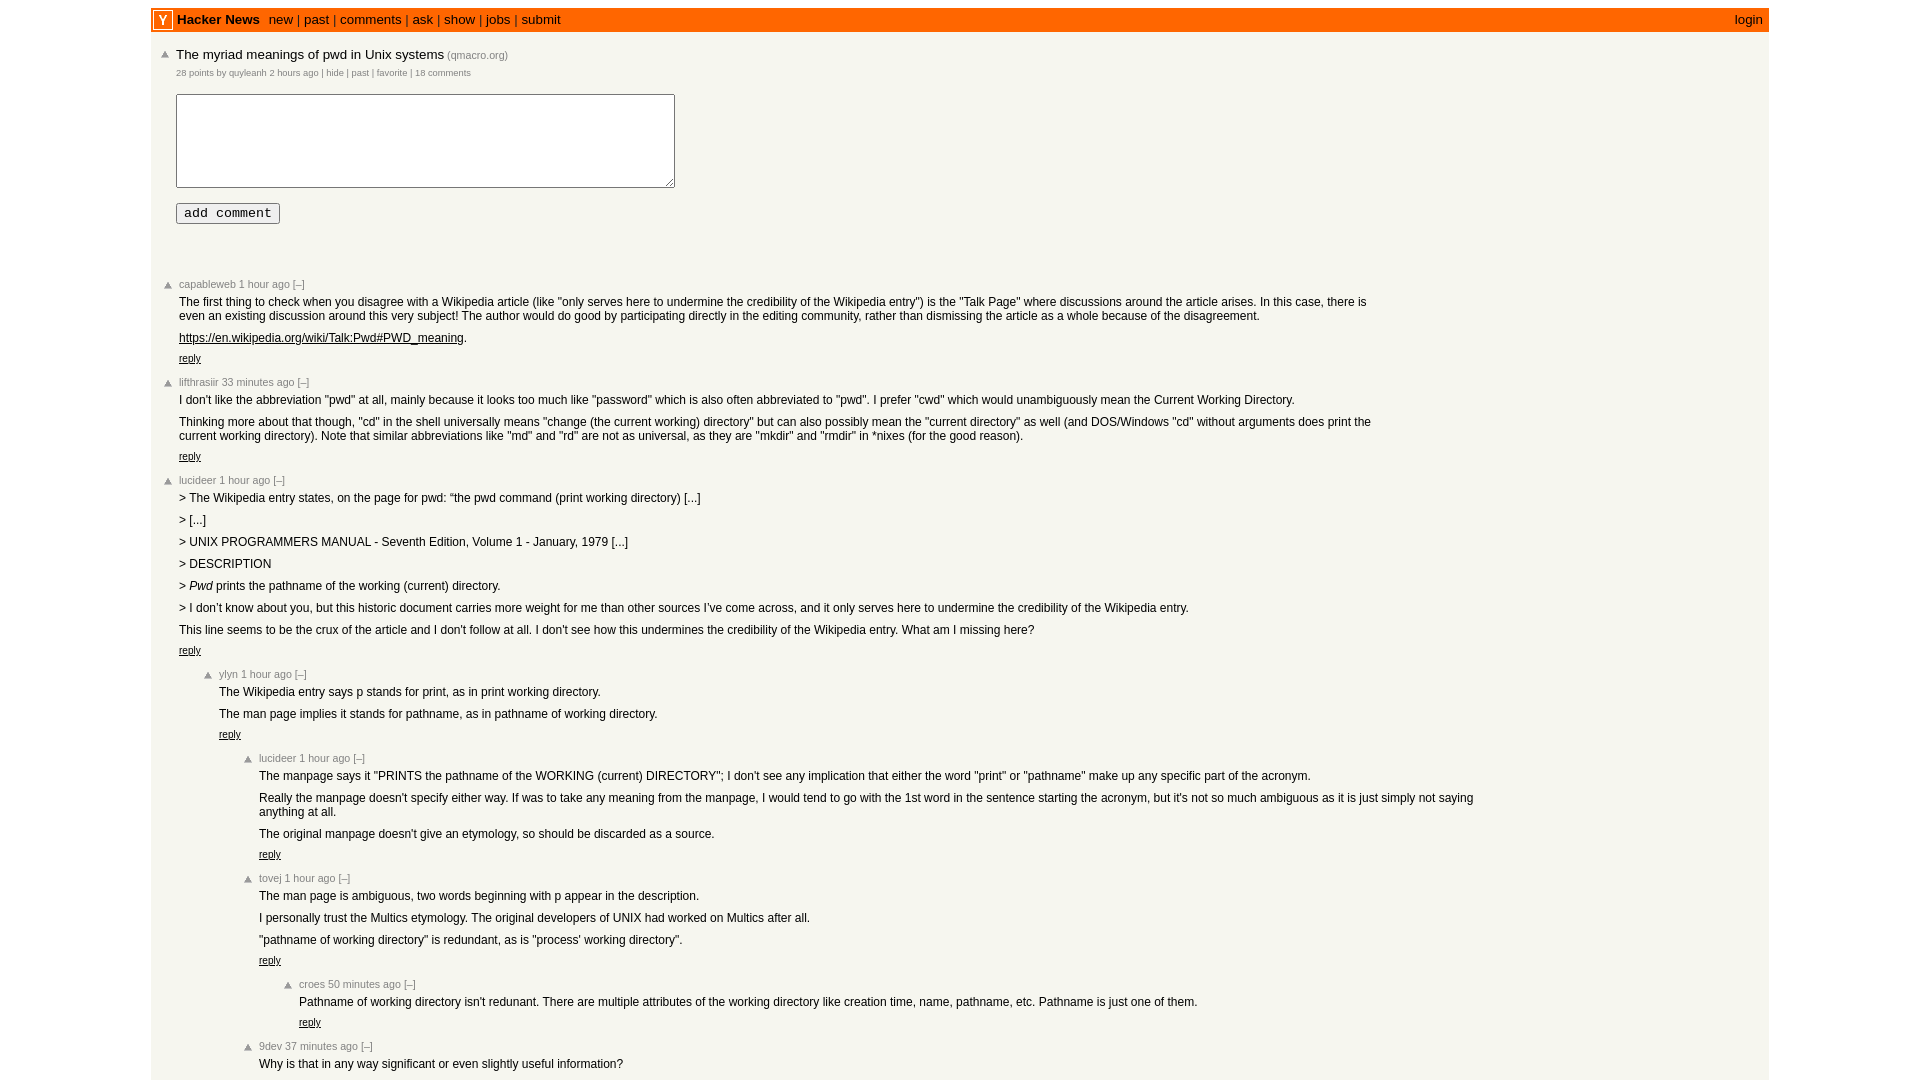 Y Hacker News new | past | comments | ask | show | jobs | submit login
The myriad meanings of pwd in Unix systems (qmacro.org)
28 points by quyleanh 2 hours ago | hide | past | favorite | 18 comments
add comment
capableweb 1 hour ago [–]
The first thing to check when you disagree with a Wikipedia article (like "only serves here to undermine the credibility of the Wikipedia entry") is the "Talk Page" where discussions around the article arises. In this case, there is
even an existing discussion around this very subject! The author would do good by participating directly in the editing community, rather than dismissing the article as a whole because of the disagreement.
https://en.wikipedia.org/wiki/Talk:Pwd#PWD_meaning.
reply
lifthrasiir 33 minutes ago [–]
I don't like the abbreviation "pwd" at all, mainly because it looks too much like "password" which is also often abbreviated to "pwd". I prefer "cwd" which would unambiguously mean the Current Working Directory.
Thinking more about that though, "cd" in the shell universally means "change (the current working) directory" but can also possibly mean the "current directory" as well (and DOS/Windows "cd" without arguments does print the
current working directory). Note that similar abbreviations like "md" and "rd" are not as universal, as they are "mkdir" and "rmdir" in *nixes (for the good reason).
reply
lucideer 1 hour ago [–]
> The Wikipedia entry states, on the page for pwd: “the pwd command (print working directory) [...]
> [...]
> UNIX PROGRAMMERS MANUAL - Seventh Edition, Volume 1 - January, 1979 [...]
> DESCRIPTION
> Pwd prints the pathname of the working (current) directory.
> I don’t know about you, but this historic document carries more weight for me than other sources I’ve come across, and it only serves here to undermine the credibility of the Wikipedia entry.
This line seems to be the crux of the article and I don't follow at all. I don't see how this undermines the credibility of the Wikipedia entry. What am I missing here?
reply
ylyn 1 hour ago [–]
The Wikipedia entry says p stands for print, as in print working directory.
The man page implies it stands for pathname, as in pathname of working directory.
reply
lucideer 1 hour ago [–]
The manpage says it "PRINTS the pathname of the WORKING (current) DIRECTORY"; I don't see any implication that either the word "print" or "pathname" make up any specific part of the acronym.
Really the manpage doesn't specify either way. If was to take any meaning from the manpage, I would tend to go with the 1st word in the sentence starting the acronym, but it's not so much ambiguous as it is just simply not saying
anything at all.
The original manpage doesn't give an etymology, so should be discarded as a source.
reply
tovej 1 hour ago [–]
The man page is ambiguous, two words beginning with p appear in the description.
I personally trust the Multics etymology. The original developers of UNIX had worked on Multics after all.
"pathname of working directory" is redundant, as is "process' working directory".
reply
croes 50 minutes ago [–]
Pathname of working directory isn't redunant. There are multiple attributes of the working directory like creation time, name, pathname, etc. Pathname is just one of them.
reply
9dev 37 minutes ago [–]
Why is that in any way significant or even slightly useful information?